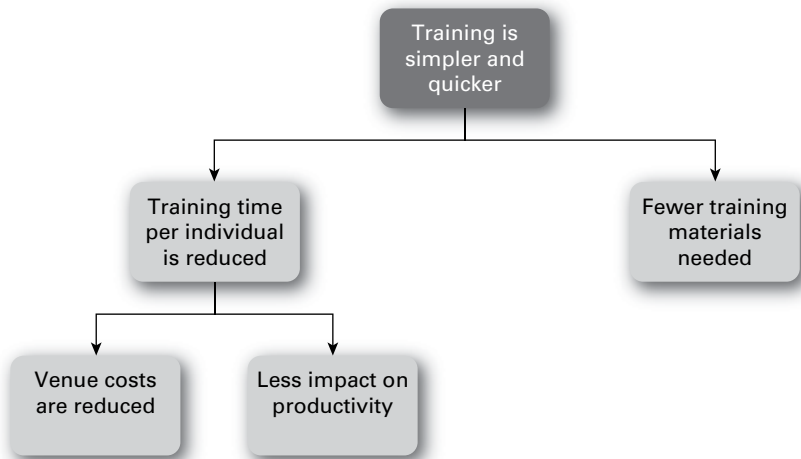 Training is
simpler and
quicker
Training time
per individual
is reduced
Fewer training
materials
needed
Venue costs
are reduced
Less impact on
productivity